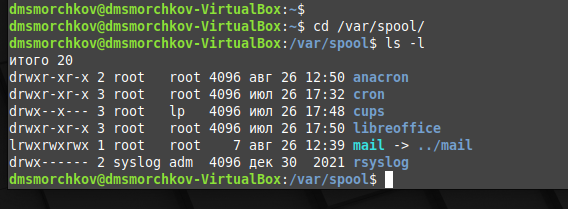 dmsmorchkov@dmsmorchkov-VirtualBox:~$
dmsmorchkov@dmsmorchkov-VirtualBox:~$ cd /var/spool/
dmsmorchkov@dmsmorchkov-VirtualBox:/var/spool$ ls -l
итого 20
drwxr-xr-x 2 root   root 4096 авг 26 12:50 anacron
drwxr-xr-x 3 root   root 4096 июл 26 17:32 cron
drwx--x--- 3 root   lp   4096 июл 26 17:48 cups
drwxr-xr-x 3 root   root 4096 июл 26 17:50 libreoffice
lrwxrwxrwx 1 root   root    7 авг 26 12:39 mail -> ../mail
drwx------ 2 syslog adm  4096 дек 30  2021 rsyslog
dmsmorchkov@dmsmorchkov-VirtualBox:/var/spool$